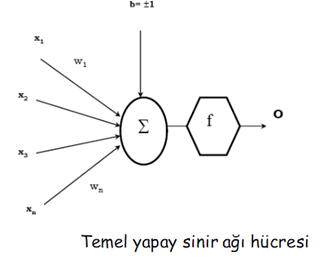 b= ±1
x1
w1
x2
Σ
f
O
x3
wn
xn
Temel yapay sinir ağı hücresi